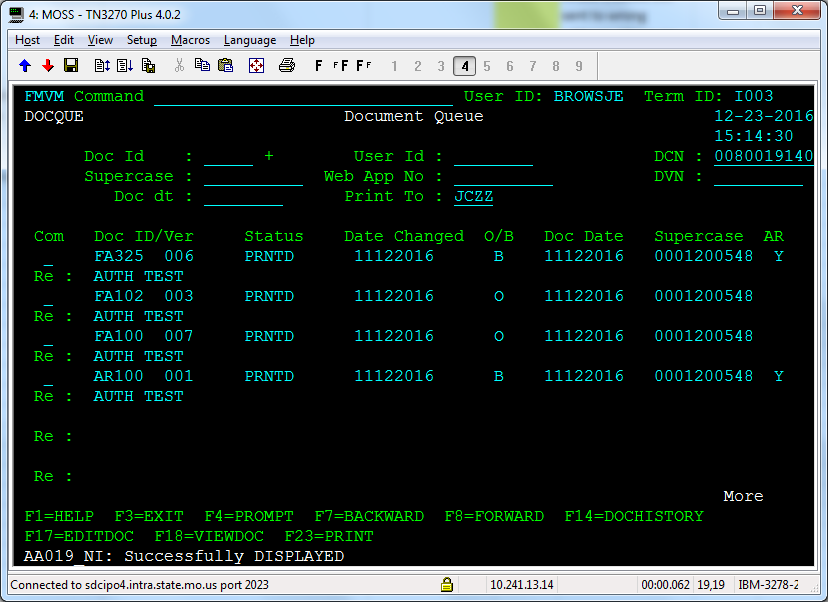 4: MOSS - TN3270 Plus 4.0.2
Host Edit View Setup Macros Language Help
F FF FF 1 2 3 4 5 6 7 8 9
FMVM Command User ID: BROWSJE Term ID: I003
DOCQUE Document Queue 12-23-2016
15:14:30
Doc Id : + User Id : DCN : 0080019140
Supercase : Web App No : DVN :
Doc dt : Print To : JCZZ
Com Doc ID/Ver Status Date Changed O/B Doc Date Supercase AR
_ FA325 006 PRNTD 11122016 B 11122016 0001200548 Y
Re : AUTH TEST
_ FA102 003 PRNTD 11122016 O 11122016 0001200548
Re : AUTH TEST
_ FA100 007 PRNTD 11122016 O 11122016 0001200548
Re : AUTH TEST
_ AR100 001 PRNTD 11122016 B 11122016 0001200548 Y
Re : AUTH TEST
Re :
Re :
More
F1=HELP F3=EXIT F4=PROMPT F7=BACKWARD F8=FORWARD F14=DOCHISTORY
F17=EDITDOC F18=VIEWDOC F23=PRINT
AA019_NI: Successfully DISPLAYED
Connected to sdcipo4.intra.state.mo.us port 2023 10.241.13.14 00:00.062 19,19 IBM-3278-2